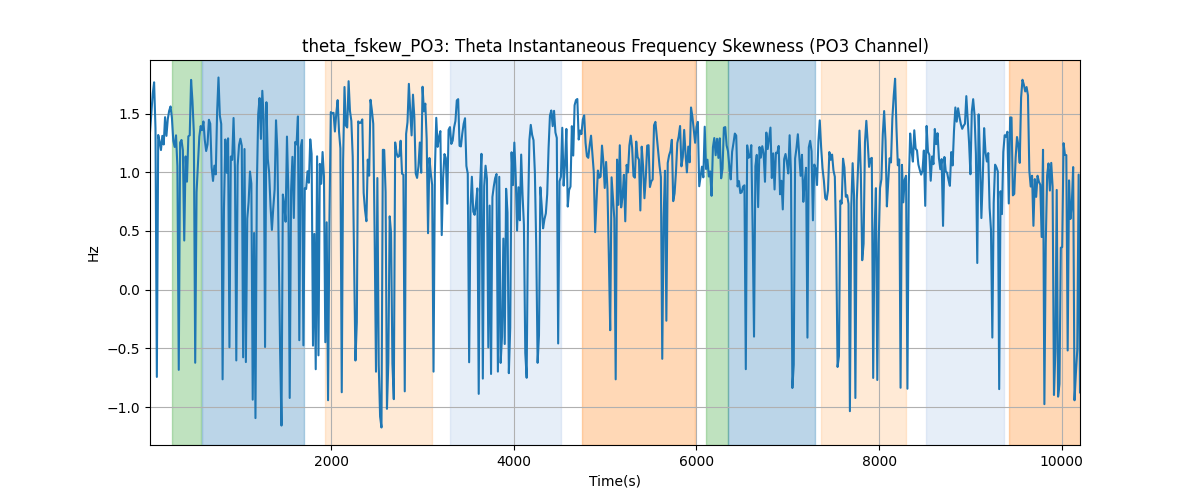 theta_fskew_PO3: Theta Instantaneous Frequency Skewness (PO3 Channel)
Hz
1.5
1.0
0.5
0.0
−0.5
−1.0
2000 4000 6000 8000 10000
Time(s)